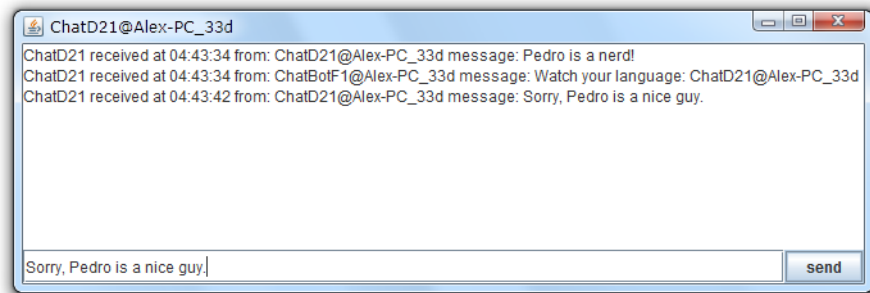 ChatD21@Alex-PC_33d
ChatD21 received at 04:43:34 from: ChatD21@Alex-PC_33d message: Pedro is a nerd!
ChatD21 received at 04:43:34 from: ChatBotF1@Alex-PC_33d message: Watch your language: ChatD21@Alex-PC_33d
ChatD21 received at 04:43:42 from: ChatD21@Alex-PC_33d message: Sorry, Pedro is a nice guy.
Sorry, Pedro is a nice guy.
send